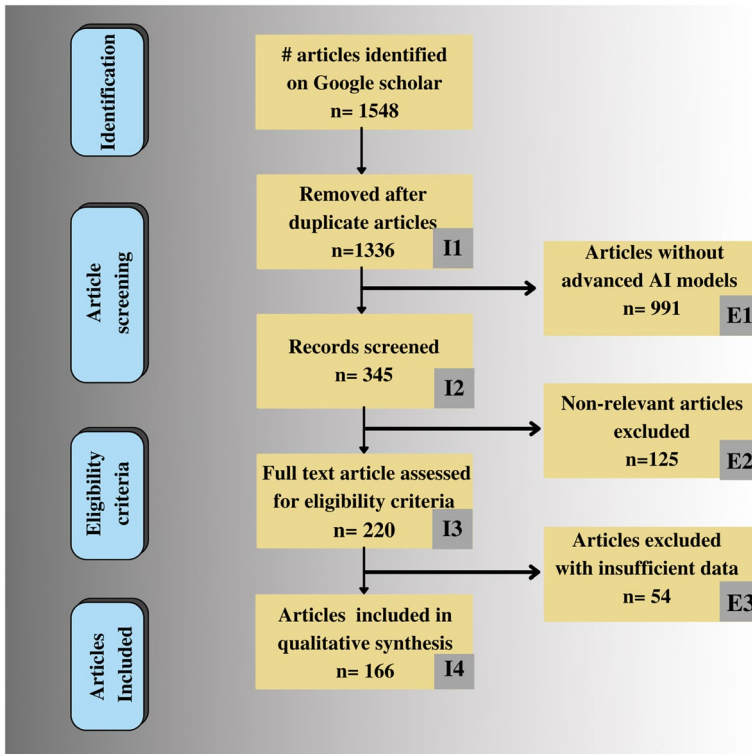 Identification
# articles identified
on Google scholar
n= 1548
Article
screening
Removed after
duplicate articles
n=1336
I1
Articles without
advanced AI models
n= 991
E1
Records screened
n= 345
I2
Non-relevant articles
excluded
n=125
E2
Eligibility
criteria
Full text article assessed
for eligibility criteria
n= 220
I3
Articles excluded
with insufficient data
n= 54
E3
Articles
Included
Articles included in
qualitative synthesis
n= 166
I4